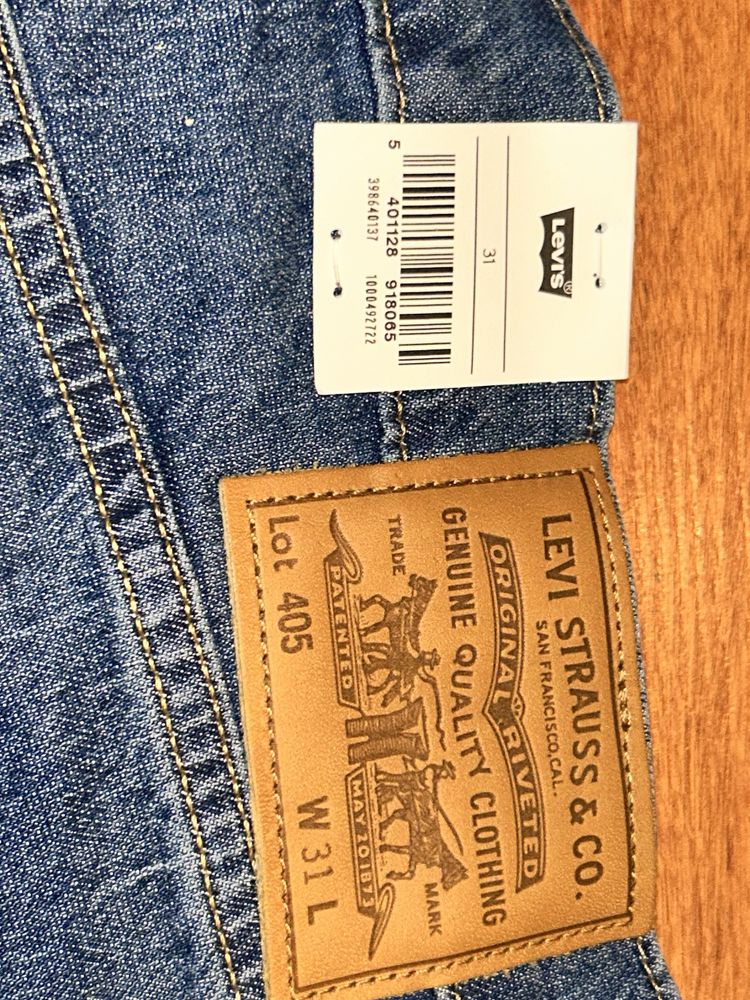 LEVI'S®
31
5 401128 918065
398640137 1000492722
LEVI STRAUSS & CO.
SAN FRANCISCO, CAL.
ORIGINAL RIVETED
GENUINE QUALITY CLOTHING
TRADE MARK
PATENTED MAY 20 1873
Lot 405 W 31 L